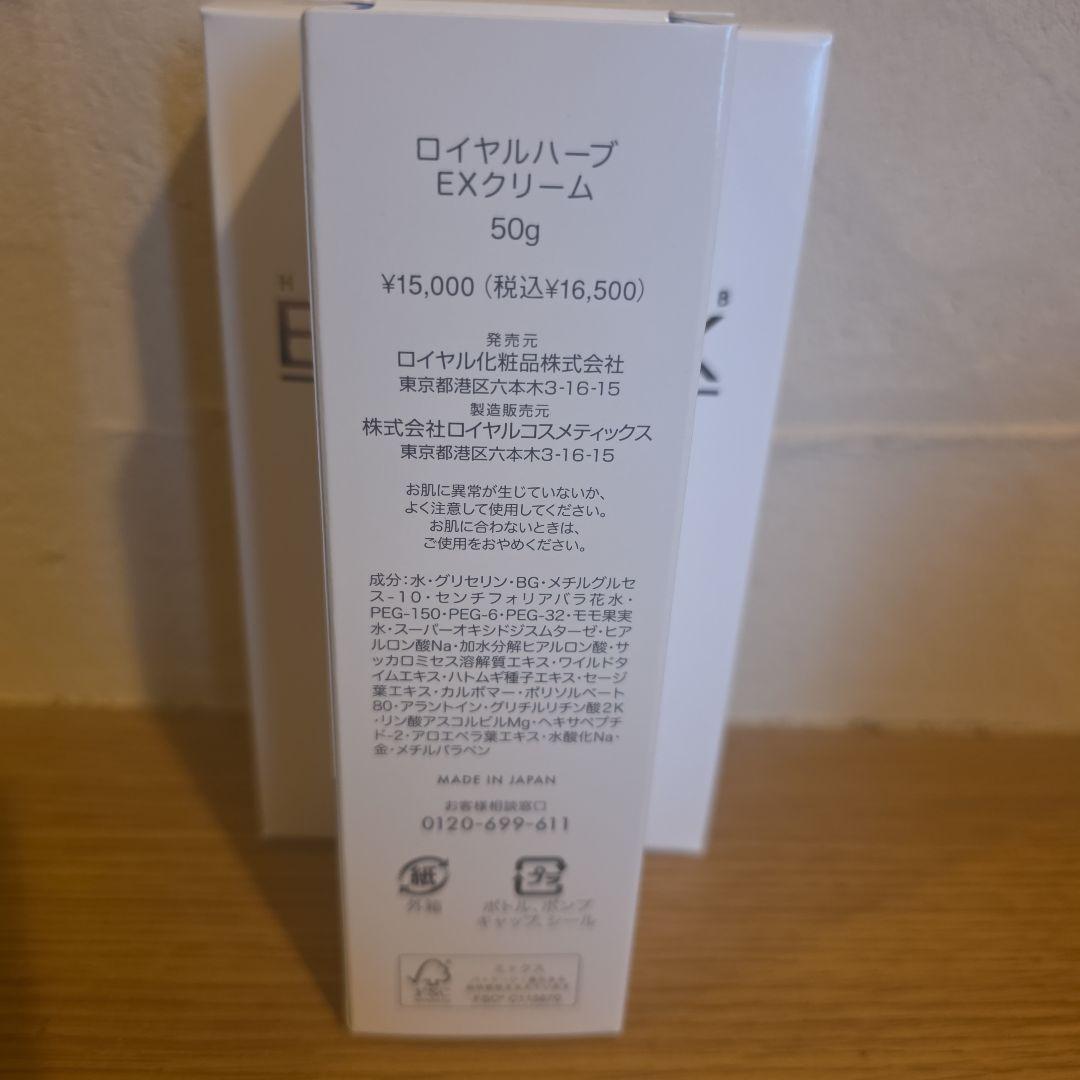 ロイヤルハーブ
EXクリーム
50g
¥15,000（税込¥16,500）
発売元
ロイヤル化粧品株式会社
東京都港区六本木3-16-15
製造販売元
株式会社ロイヤルコスメティックス
東京都港区六本木3-16-15
お肌に異常が生じていないか、
よく注意して使用してください。
お肌に合わないときは、
ご使用をおやめください。
成分：水・グリセリン・BG・メチルグルセ
ス-10・センチフォリアバラ花水・
PEG-150・PEG-6・PEG-32・モモ果実
水・スーパーオキシドジスムターゼ・ヒア
ルロン酸Na・加水分解ヒアルロン酸・サ
ッカロミセス溶解質エキス・ワイルドタ
イムエキス・ハトムギ種子エキス・セージ
葉エキス・カルボマー・ポリソルベート
80・アラントイン・グリチルリチン酸2K
・リン酸アスコルビルMg・ヘキサペプチ
ド-2・アロエベラ葉エキス・水酸化Na・
金・メチルパラベン
MADE IN JAPAN
お客様相談窓口
0120-699-611
紙
外箱
プラ
ボトル、ポンプ
キャップ、シール
FSC
ミックス
H
E
B
X